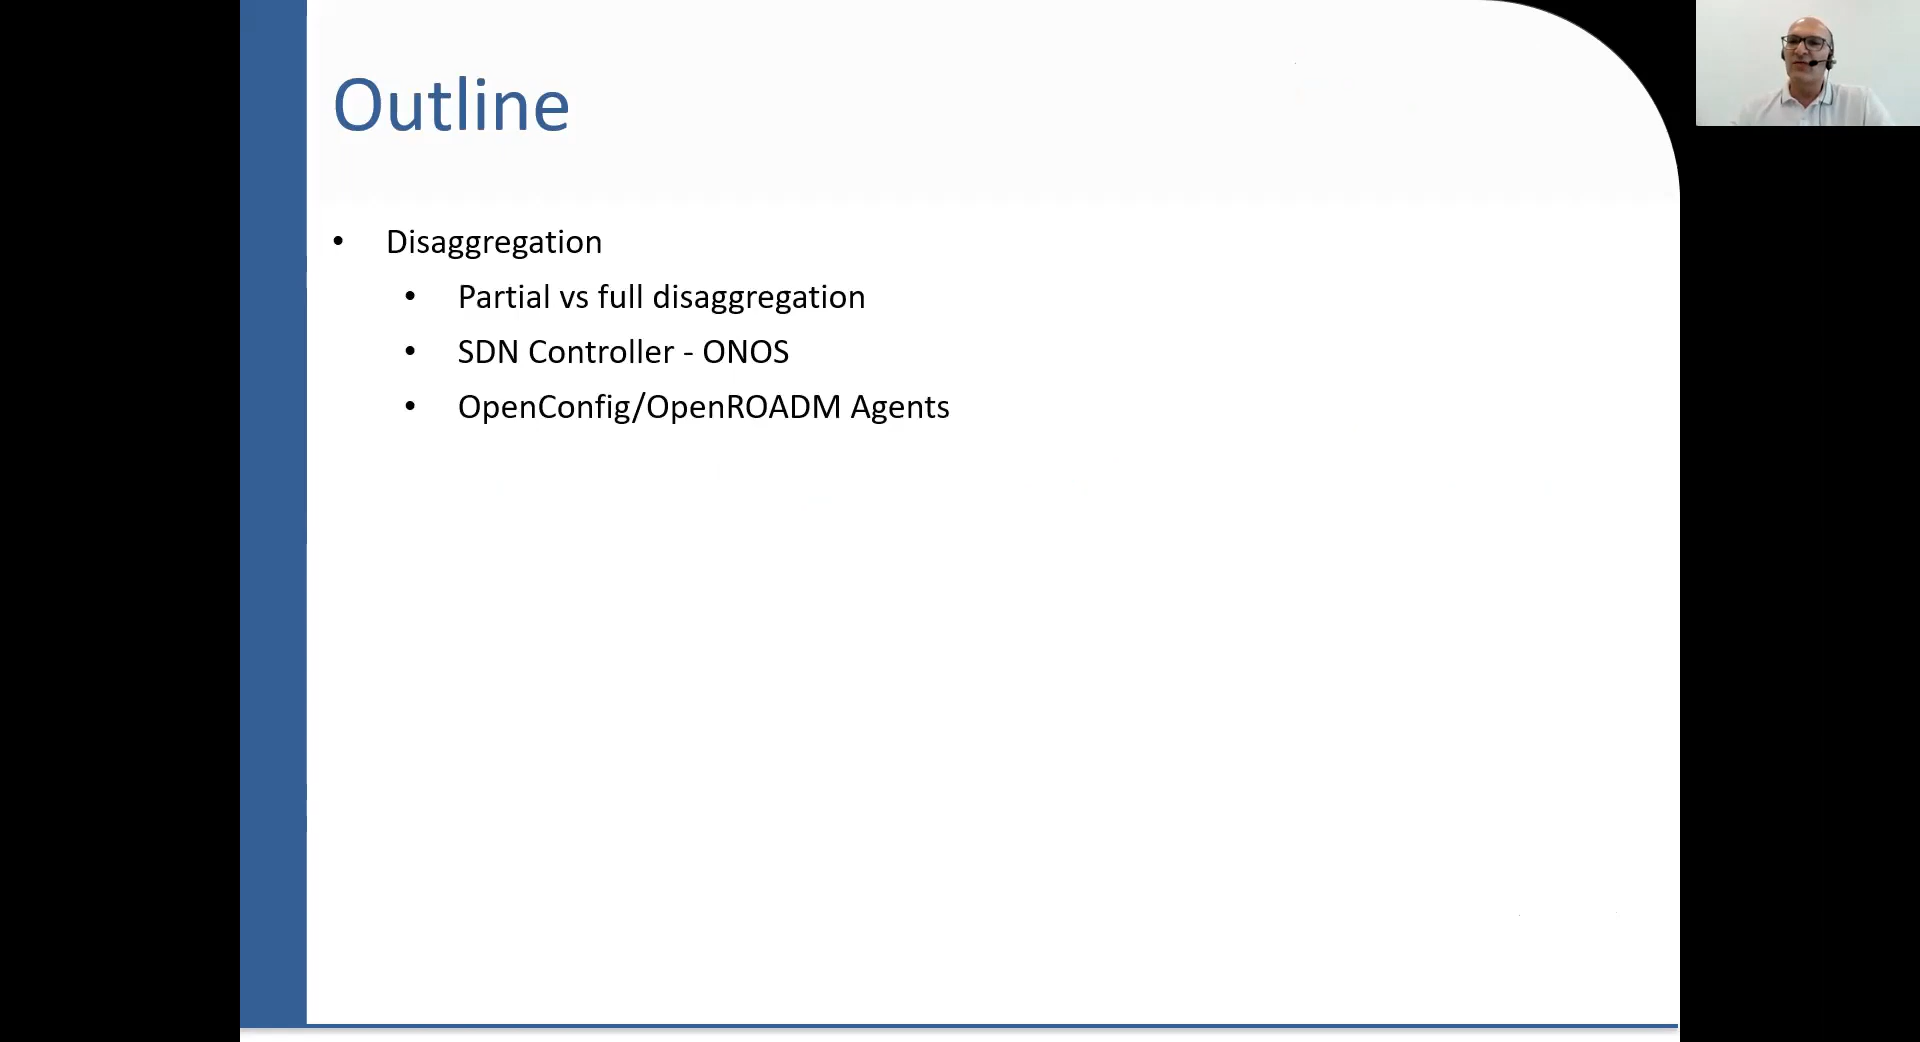 Outline
• Disaggregation
• Partial vs full disaggregation
• SDN Controller - ONOS
• OpenConfig/OpenROADM Agents